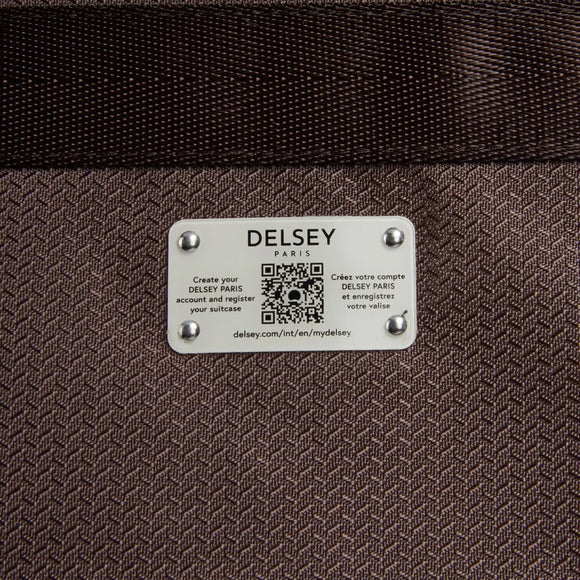 DELSEY
PARIS
Create your
DELSEY PARIS
account and register
your suitcase
Créez votre compte
DELSEY PARIS
et enregistrez
votre valise
delsey.com/int/en/mydelsey